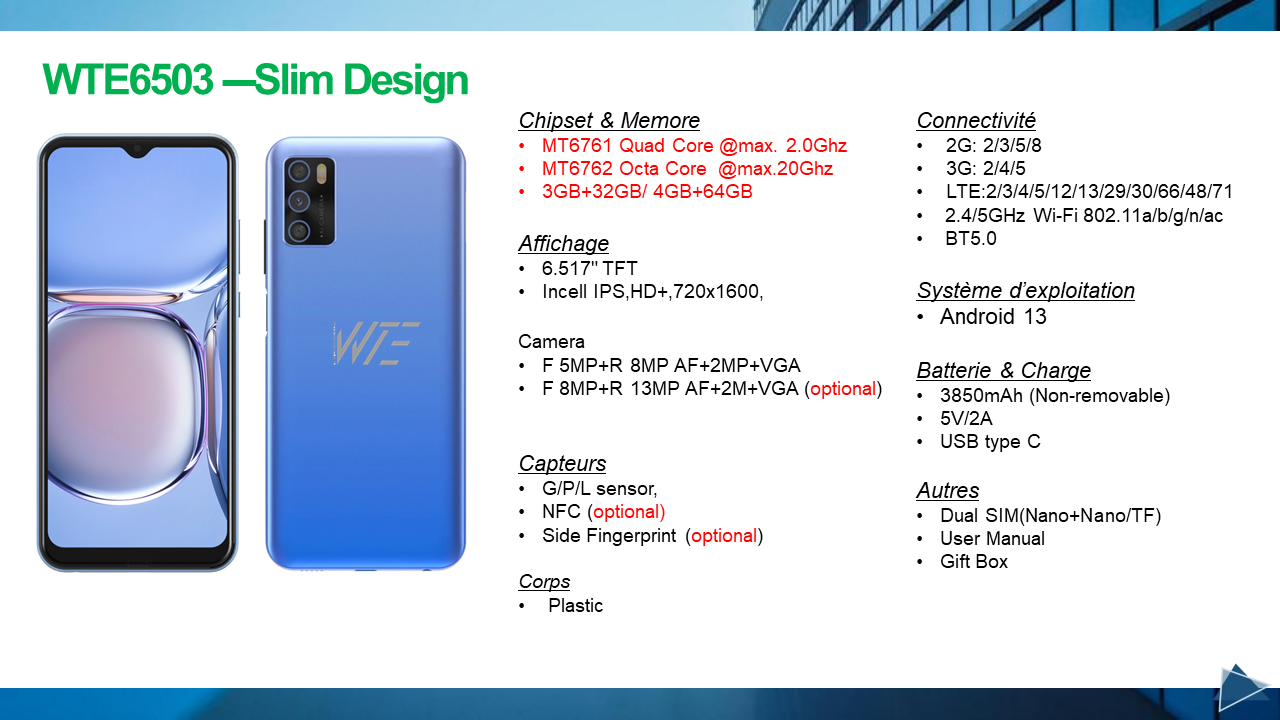 WTE6503 —Slim Design
WTE
Chipset & Memore
• MT6761 Quad Core @max. 2.0Ghz
• MT6762 Octa Core @max.20Ghz
• 3GB+32GB/ 4GB+64GB
Affichage
• 6.517" TFT
• Incell IPS,HD+,720x1600,
Camera
• F 5MP+R 8MP AF+2MP+VGA
• F 8MP+R 13MP AF+2M+VGA (optional)
Capteurs
• G/P/L sensor,
• NFC (optional)
• Side Fingerprint (optional)
Corps
• Plastic
Connectivité
• 2G: 2/3/5/8
• 3G: 2/4/5
• LTE:2/3/4/5/12/13/29/30/66/48/71
• 2.4/5GHz Wi-Fi 802.11a/b/g/n/ac
• BT5.0
Système d’exploitation
• Android 13
Batterie & Charge
• 3850mAh (Non-removable)
• 5V/2A
• USB type C
Autres
• Dual SIM(Nano+Nano/TF)
• User Manual
• Gift Box